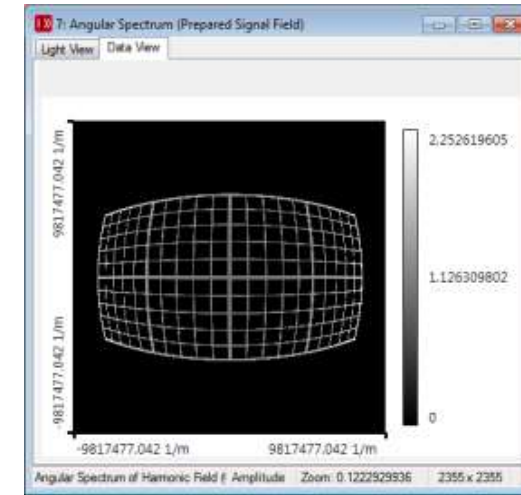 7: Angular Spectrum (Prepared Signal Field)
Light View Data View
9817477.042 1/m
-9817477.042 1/m
2.252619605
1.126309802
0
-9817477.042 1/m 9817477.042 1/m
Angular Spectrum of Harmonic Field ( Amplitude Zoom: 0.1222929936 2355 x 2355